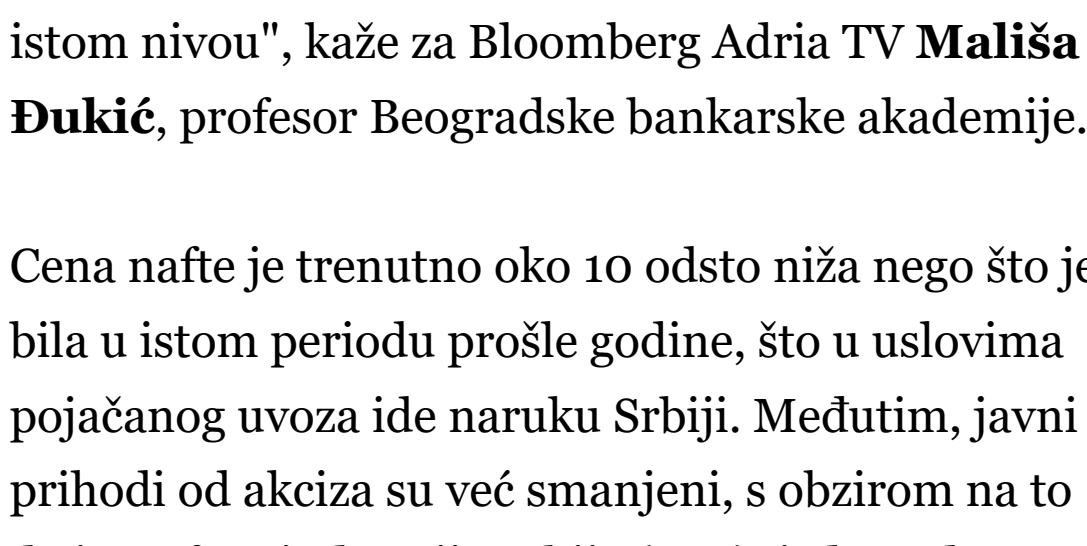 istom nivou", kaže za Bloomberg Adria TV Mališa
Đukić, profesor Beogradske bankarske akademije.
Cena nafte je trenutno oko 10 odsto niža nego što je
bila u istom periodu prošle godine, što u uslovima
pojačanog uvoza ide naruku Srbiji. Međutim, javni
prihodi od akciza su već smanjeni, s obzirom na to